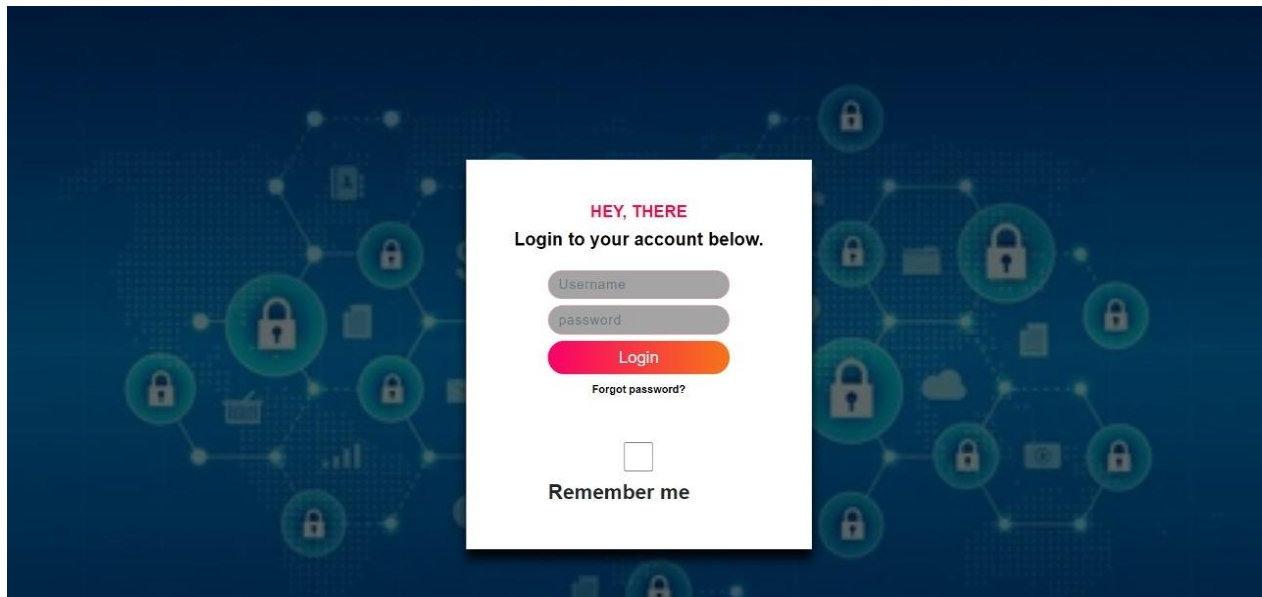 HEY, THERE
Login to your account below.
Username
password
Login
Forgot password?
Remember me